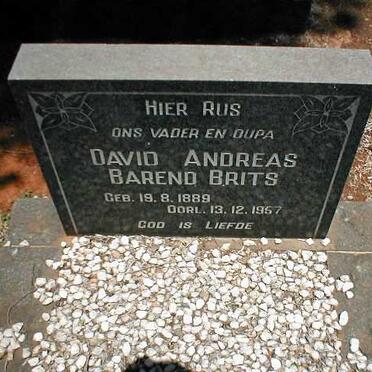 HIER RUS
ONS VADER EN OUPA
DAVID ANDREAS
BAREND BRITS
GEB. 19.8.1889
OORL. 13.12.1957
GOD IS LIEFDE